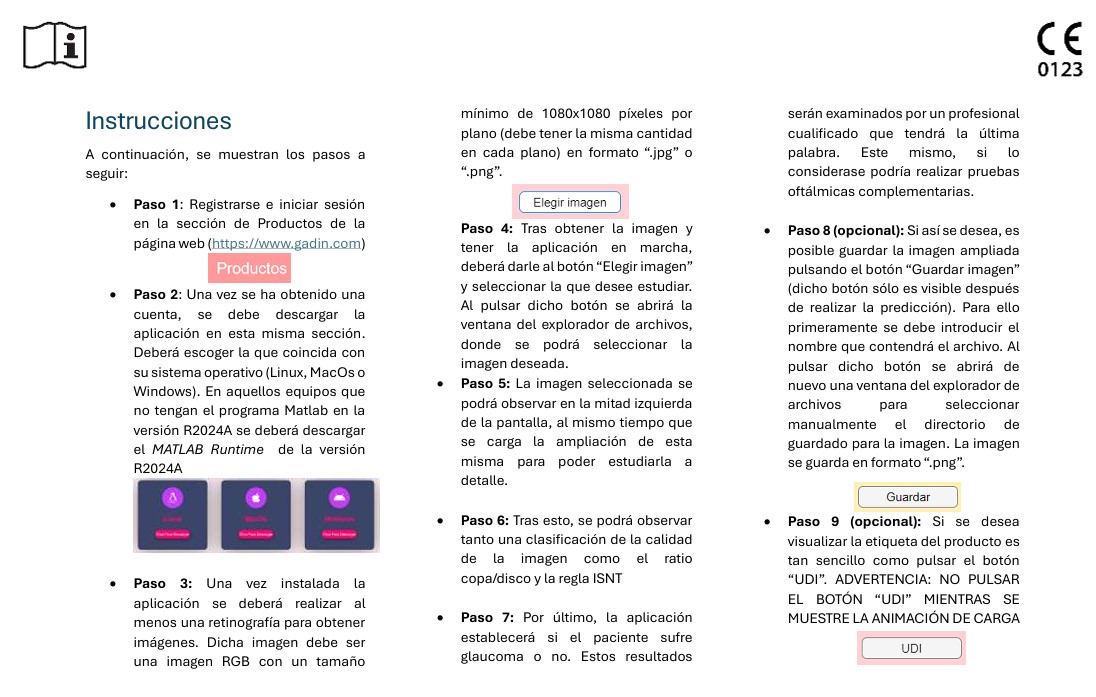 CE
0123
Instrucciones
A continuación, se muestran los pasos a
seguir:
• Paso 1: Registrarse e iniciar sesión
en la sección de Productos de la
página web (https://www.gadin.com)
Productos
• Paso 2: Una vez se ha obtenido una
cuenta, se debe descargar la
aplicación en esta misma sección.
Deberá escoger la que coincida con
su sistema operativo (Linux, MacOs o
Windows). En aquellos equipos que
no tengan el programa Matlab en la
versión R2024A se deberá descargar
el MATLAB Runtime de la versión
R2024A
• Paso 3: Una vez instalada la
aplicación se deberá realizar al
menos una retinografía para obtener
imágenes. Dicha imagen debe ser
una imagen RGB con un tamaño
mínimo de 1080x1080 píxeles por
plano (debe tener la misma cantidad
en cada plano) en formato “.jpg” o
“.png”.
Elegir imagen
Paso 4: Tras obtener la imagen y
tener la aplicación en marcha,
deberá darle al botón “Elegir imagen”
y seleccionar la que desee estudiar.
Al pulsar dicho botón se abrirá la
ventana del explorador de archivos,
donde se podrá seleccionar la
imagen deseada.
• Paso 5: La imagen seleccionada se
podrá observar en la mitad izquierda
de la pantalla, al mismo tiempo que
se carga la ampliación de esta
misma para poder estudiarla a
detalle.
• Paso 6: Tras esto, se podrá observar
tanto una clasificación de la calidad
de la imagen como el ratio
copa/disco y la regla ISNT
• Paso 7: Por último, la aplicación
establecerá si el paciente sufre
glaucoma o no. Estos resultados
serán examinados por un profesional
cualificado que tendrá la última
palabra. Este mismo, si lo
considerase podría realizar pruebas
oftálmicas complementarias.
• Paso 8 (opcional): Si así se desea, es
posible guardar la imagen ampliada
pulsando el botón “Guardar imagen”
(dicho botón sólo es visible después
de realizar la predicción). Para ello
primeramente se debe introducir el
nombre que contendrá el archivo. Al
pulsar dicho botón se abrirá de
nuevo una ventana del explorador de
archivos para seleccionar
manualmente el directorio de
guardado para la imagen. La imagen
se guarda en formato “.png”.
Guardar
• Paso 9 (opcional): Si se desea
visualizar la etiqueta del producto es
tan sencillo como pulsar el botón
“UDI”. ADVERTENCIA: NO PULSAR
EL BOTÓN “UDI” MIENTRAS SE
MUESTRE LA ANIMACIÓN DE CARGA
UDI